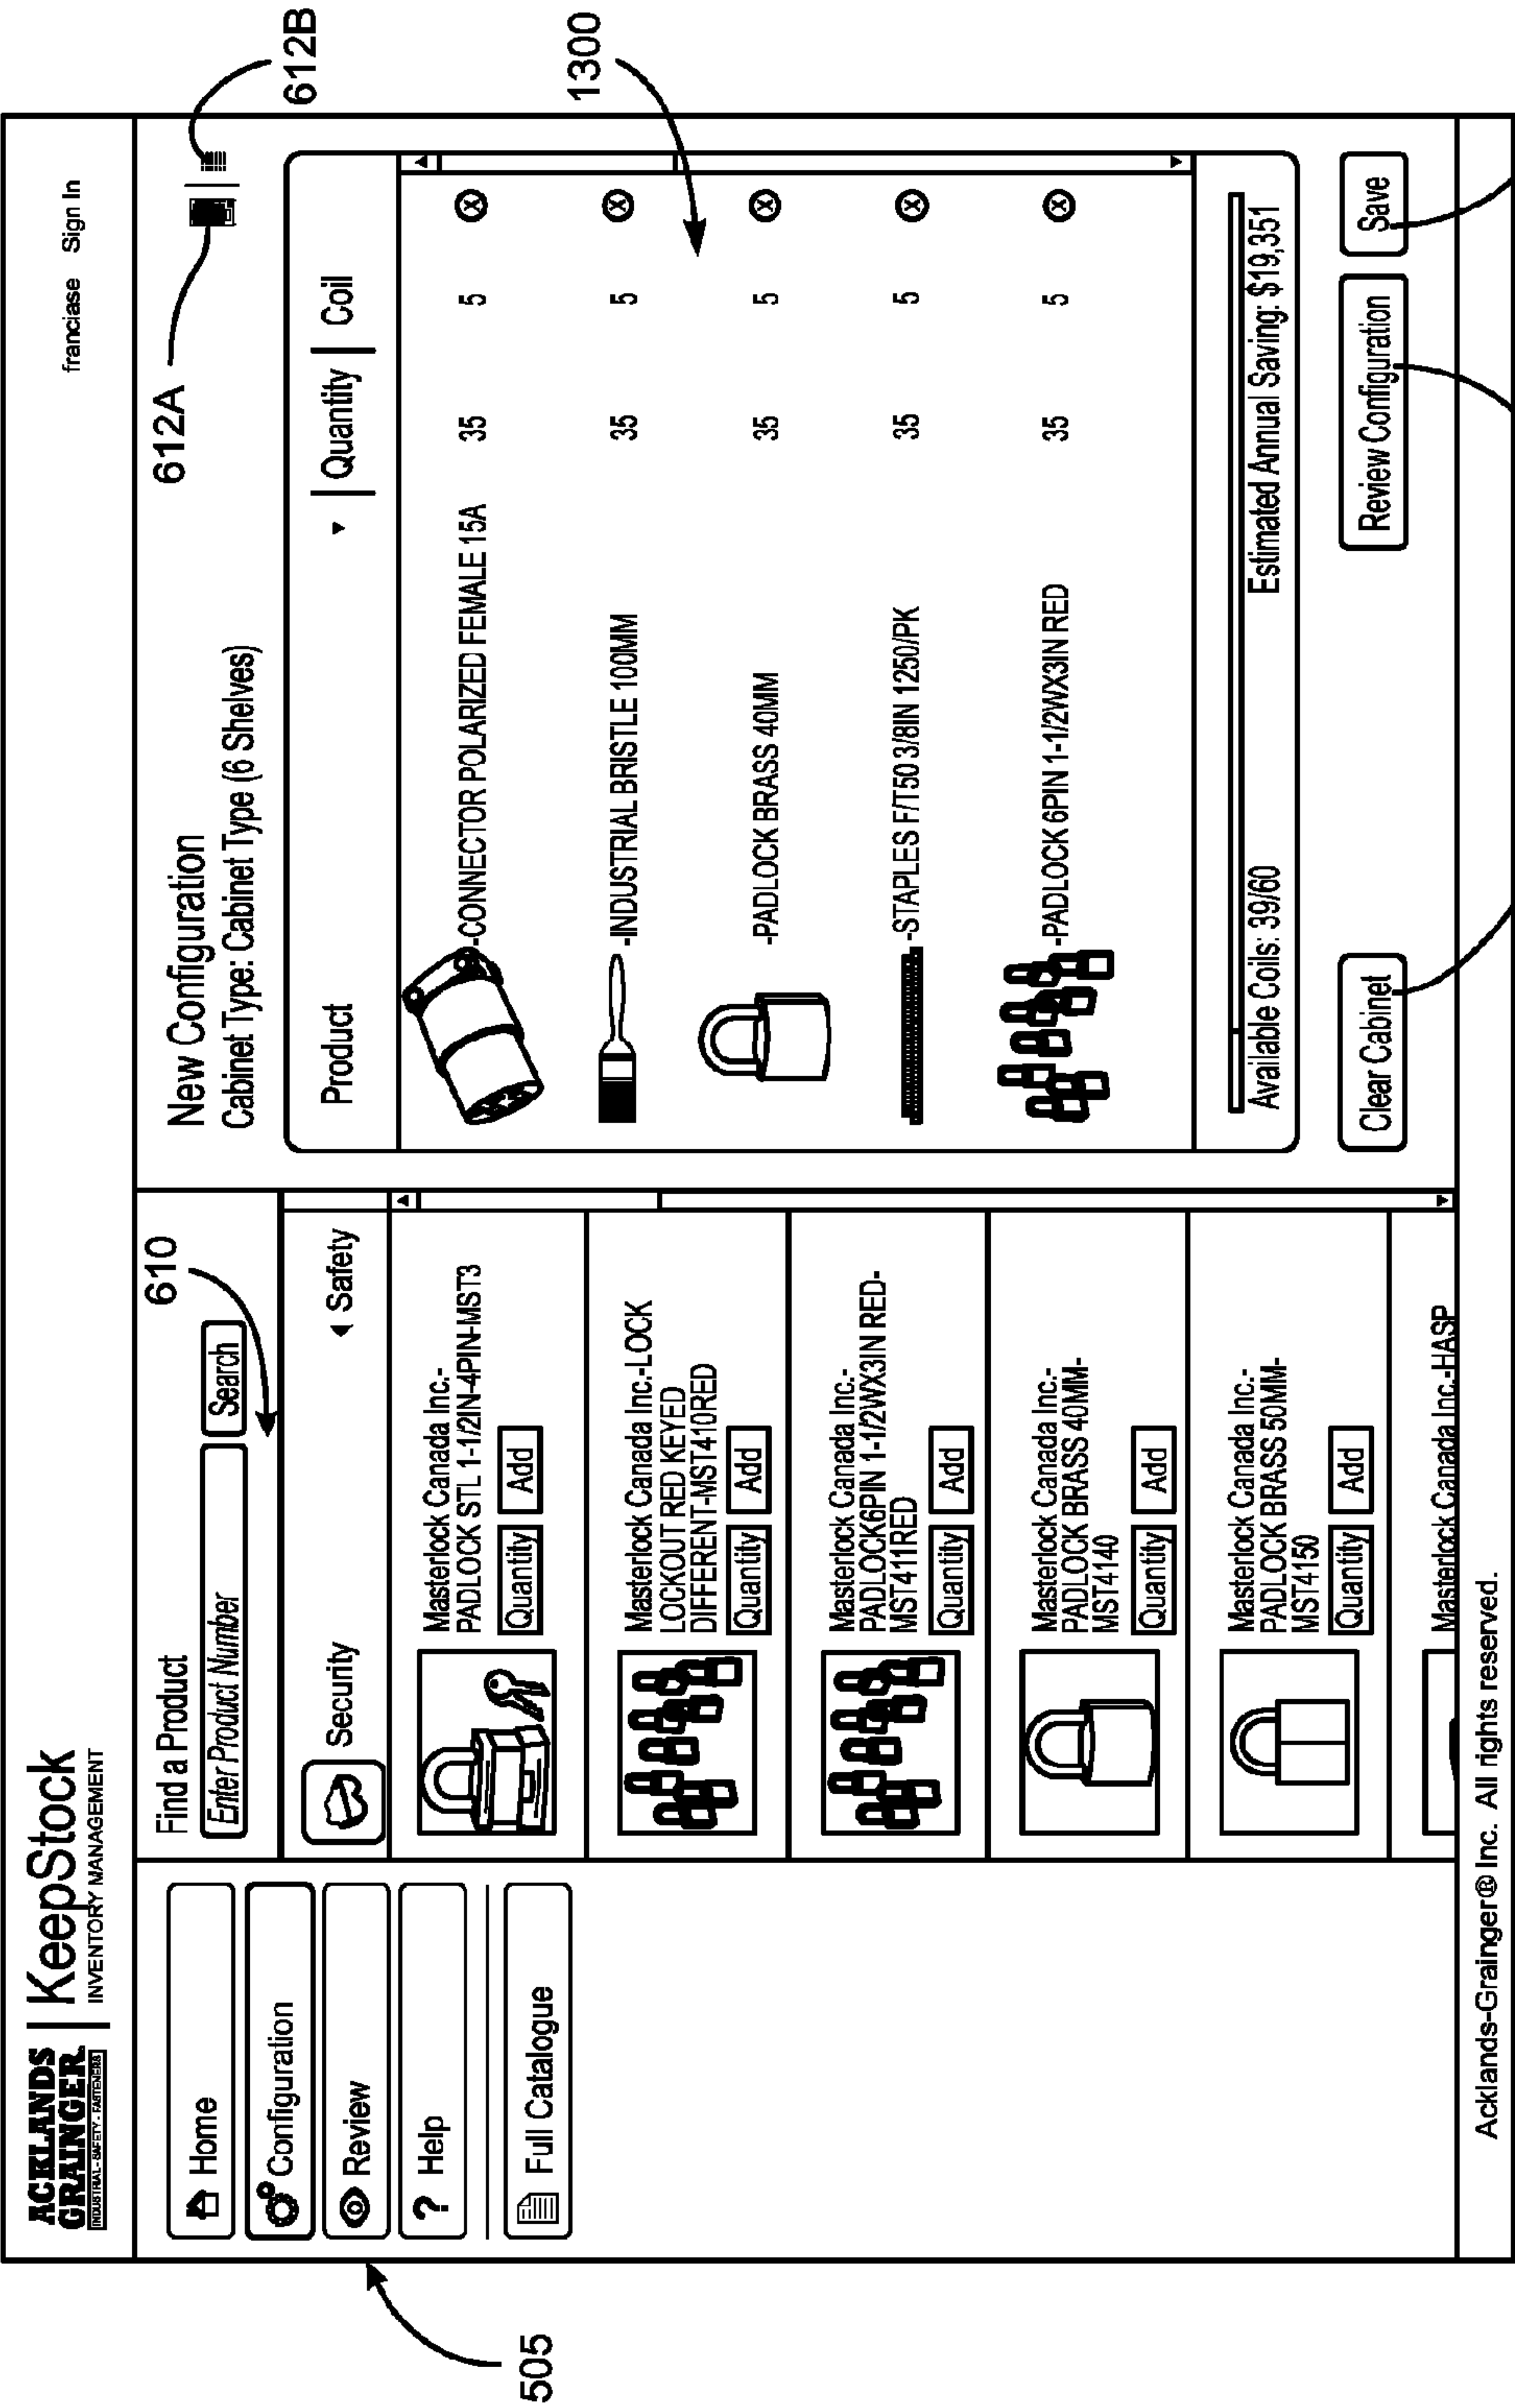 ACKLANDS
GRAINGER
INDUSTRIAL - SAFETY - FASTENERS
KeepStock
INVENTORY MANAGEMENT
franciase Sign In
505
Home
Configuration
Review
Help
Full Catalogue
Find a Product
Enter Product Number
Search
610
Security
Safety
Masterlock Canada Inc.-
PADLOCK STL 1-1/2IN-4PIN-MST3
Quantity Add
Masterlock Canada Inc.-LOCK
LOCKOUT RED KEYED
DIFFERENT-MST410RED
Quantity Add
Masterlock Canada Inc.-
PADLOCK6PIN 1-1/2WX3IN RED-
MST411RED
Quantity Add
Masterlock Canada Inc.-
PADLOCK BRASS 40MM-
MST4140
Quantity Add
Masterlock Canada Inc.-
PADLOCK BRASS 50MM-
MST4150
Quantity Add
Masterlock Canada Inc.-HASP
New Configuration
Cabinet Type: Cabinet Type (6 Shelves)
612A
612B
Product Quantity Coil
-CONNECTOR POLARIZED FEMALE 15A 35 5 X
-INDUSTRIAL BRISTLE 100MM 35 5 X
-PADLOCK BRASS 40MM 35 5 X
-STAPLES F/T50 3/8IN 1250/PK 35 5 X
-PADLOCK 6PIN 1-1/2WX3IN RED 35 5 X
1300
Available Coils: 39/60 Estimated Annual Saving: $19,351
Clear Cabinet Review Configuration Save
Acklands-Grainger® Inc. All rights reserved.